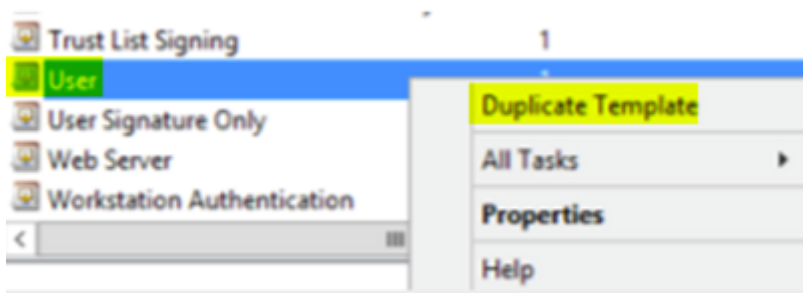 Trust List Signing 1
User
Duplicate Template
User Signature Only
All Tasks
Web Server
Workstation Authentication
Properties
Help